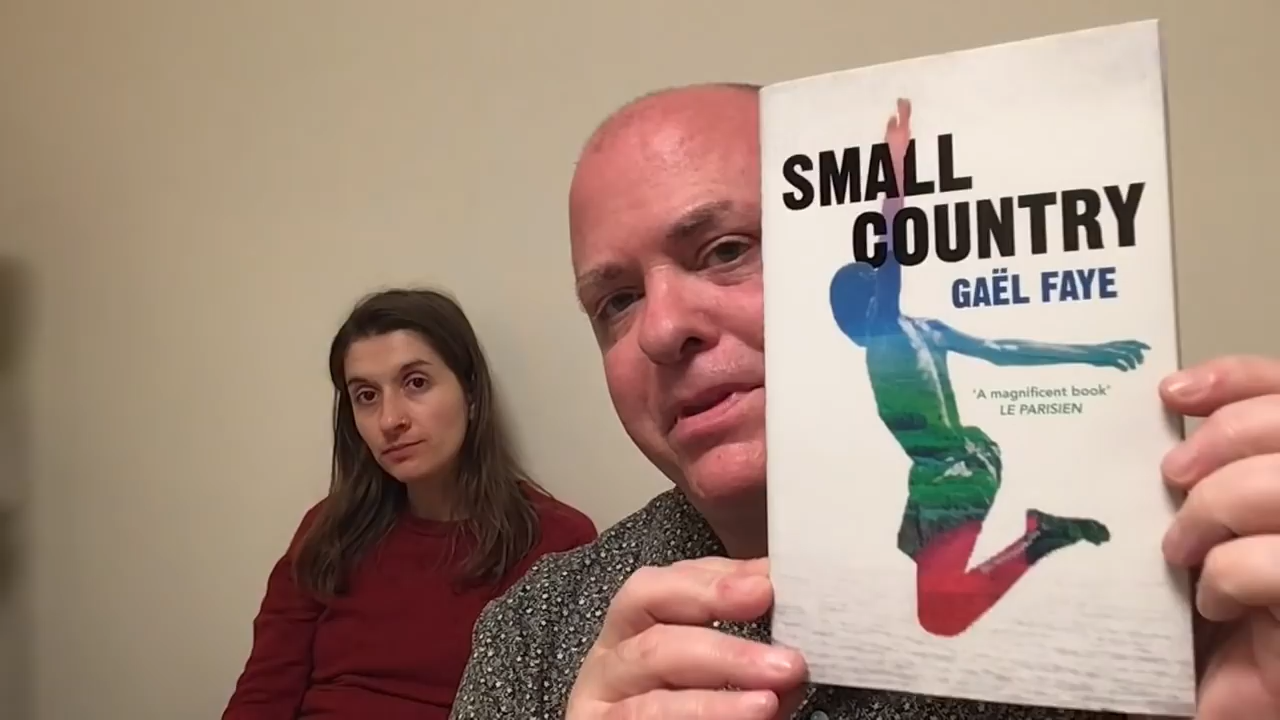 SMALL
COUNTRY
GAËL FAYE
'A magnificent book'
LE PARISIEN